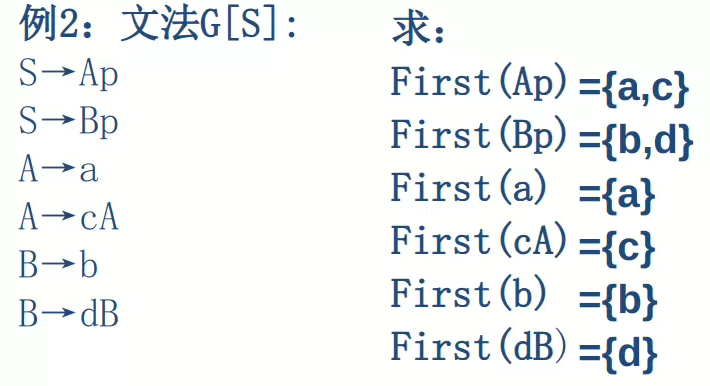 例2：文法G[S]:
S→Ap
S→Bp
A→a
A→cA
B→b
B→dB
求：
First(Ap)={a,c}
First(Bp)={b,d}
First(a) ={a}
First(cA)={c}
First(b) ={b}
First(dB)={d}